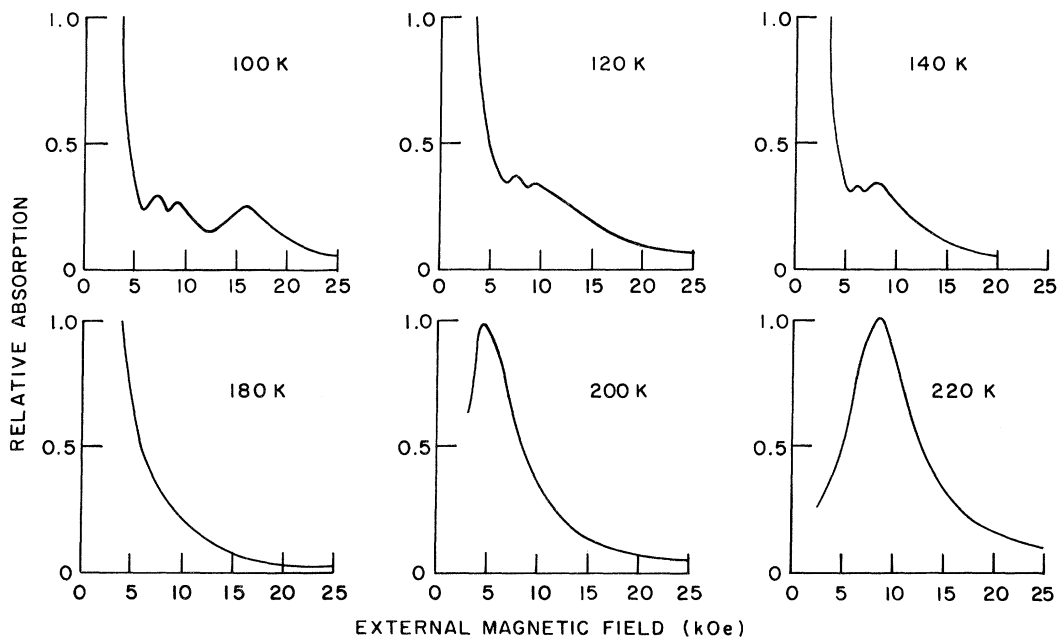 1.0
0.5
0
100 K
0 5 10 15 20 25
1.0
0.5
0
120 K
0 5 10 15 20 25
1.0
0.5
0
140 K
0 5 10 15 20 25
RELATIVE ABSORPTION
1.0
0.5
0
180 K
0 5 10 15 20 25
1.0
0.5
0
200 K
0 5 10 15 20 25
1.0
0.5
0
220 K
0 5 10 15 20 25
EXTERNAL MAGNETIC FIELD (kOe)